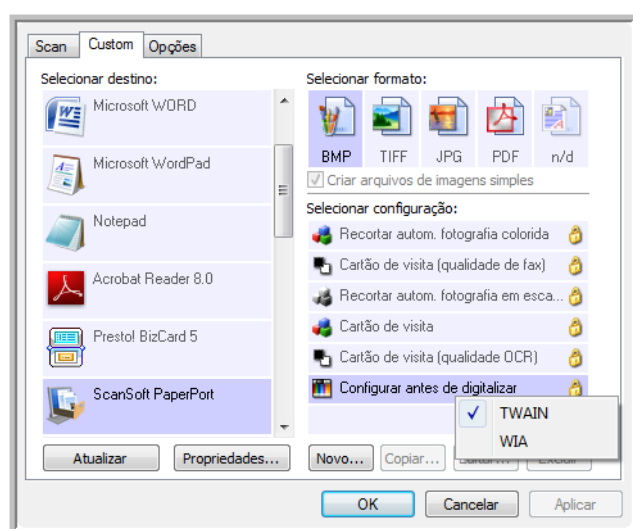 Scan Custom Opções
Selecionar destino:
Microsoft WORD
Microsoft WordPad
Notepad
Acrobat Reader 8.0
Presto! BizCard 5
ScanSoft PaperPort
Atualizar Propriedades...
Selecionar formato:
BMP TIFF JPG PDF n/d
Criar arquivos de imagens simples
Selecionar configuração:
Recortar autom. fotografia colorida
Cartão de visita (qualidade de fax)
Recortar autom. fotografia em esca...
Cartão de visita
Cartão de visita (qualidade OCR)
Configurar antes de digitalizar
TWAIN
WIA
Novo... Copiar...
OK Cancelar Aplicar